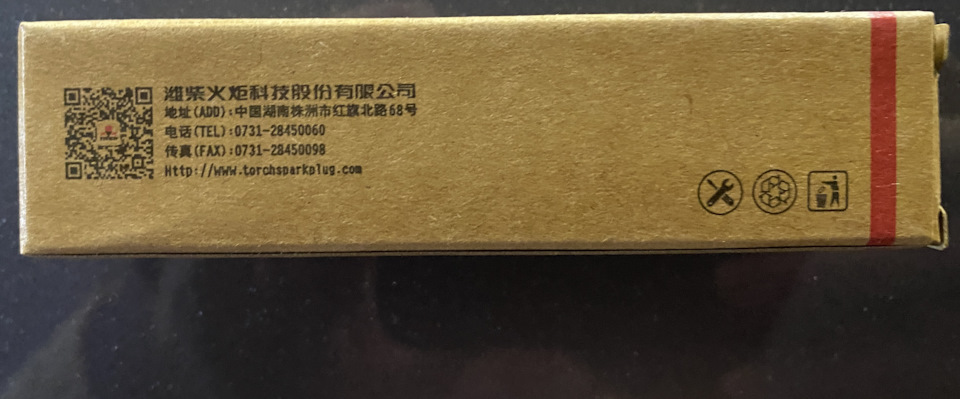 潍柴火炬科技股份有限公司
地址(ADD):中国湖南株洲市红旗北路68号
电话(TEL):0731-28450060
传真(FAX):0731-28450098
Http://www.torchsparkplug.com